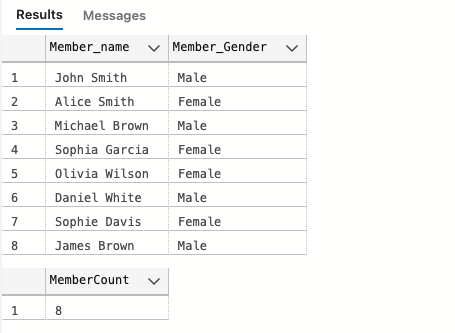 Results Messages
Member_name Member_Gender
1 John Smith Male
2 Alice Smith Female
3 Michael Brown Male
4 Sophia Garcia Female
5 Olivia Wilson Female
6 Daniel White Male
7 Sophie Davis Female
8 James Brown Male
MemberCount
1 8